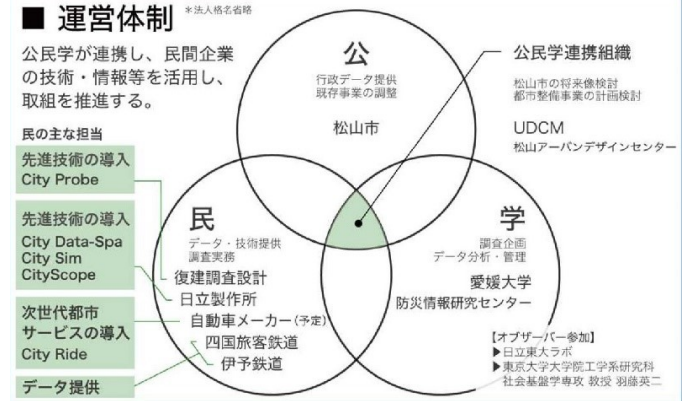 ■ 運営体制 *法人格名省略
公民学が連携し、民間企業
の技術・情報等を活用し、
取組を推進する。
民の主な担当
先進技術の導入
City Probe
先進技術の導入
City Data-Spa
City Sim
CityScope
次世代都市
サービスの導入
City Ride
データ提供
公
行政データ提供
既存事業の調整
松山市
公民学連携組織
松山市の将来像検討
都市整備事業の計画検討
UDCM
松山アーバンデザインセンター
民
データ・技術提供
調査実務
復建調査設計
日立製作所
自動車メーカー(予定)
四国旅客鉄道
伊予鉄道
学
調査企画
データ分析・管理
愛媛大学
防災情報研究センター
【オブザーバー参加】
▶日立東大ラボ
▶東京大学大学院工学系研究科
社会基盤学専攻 教授 羽藤英二